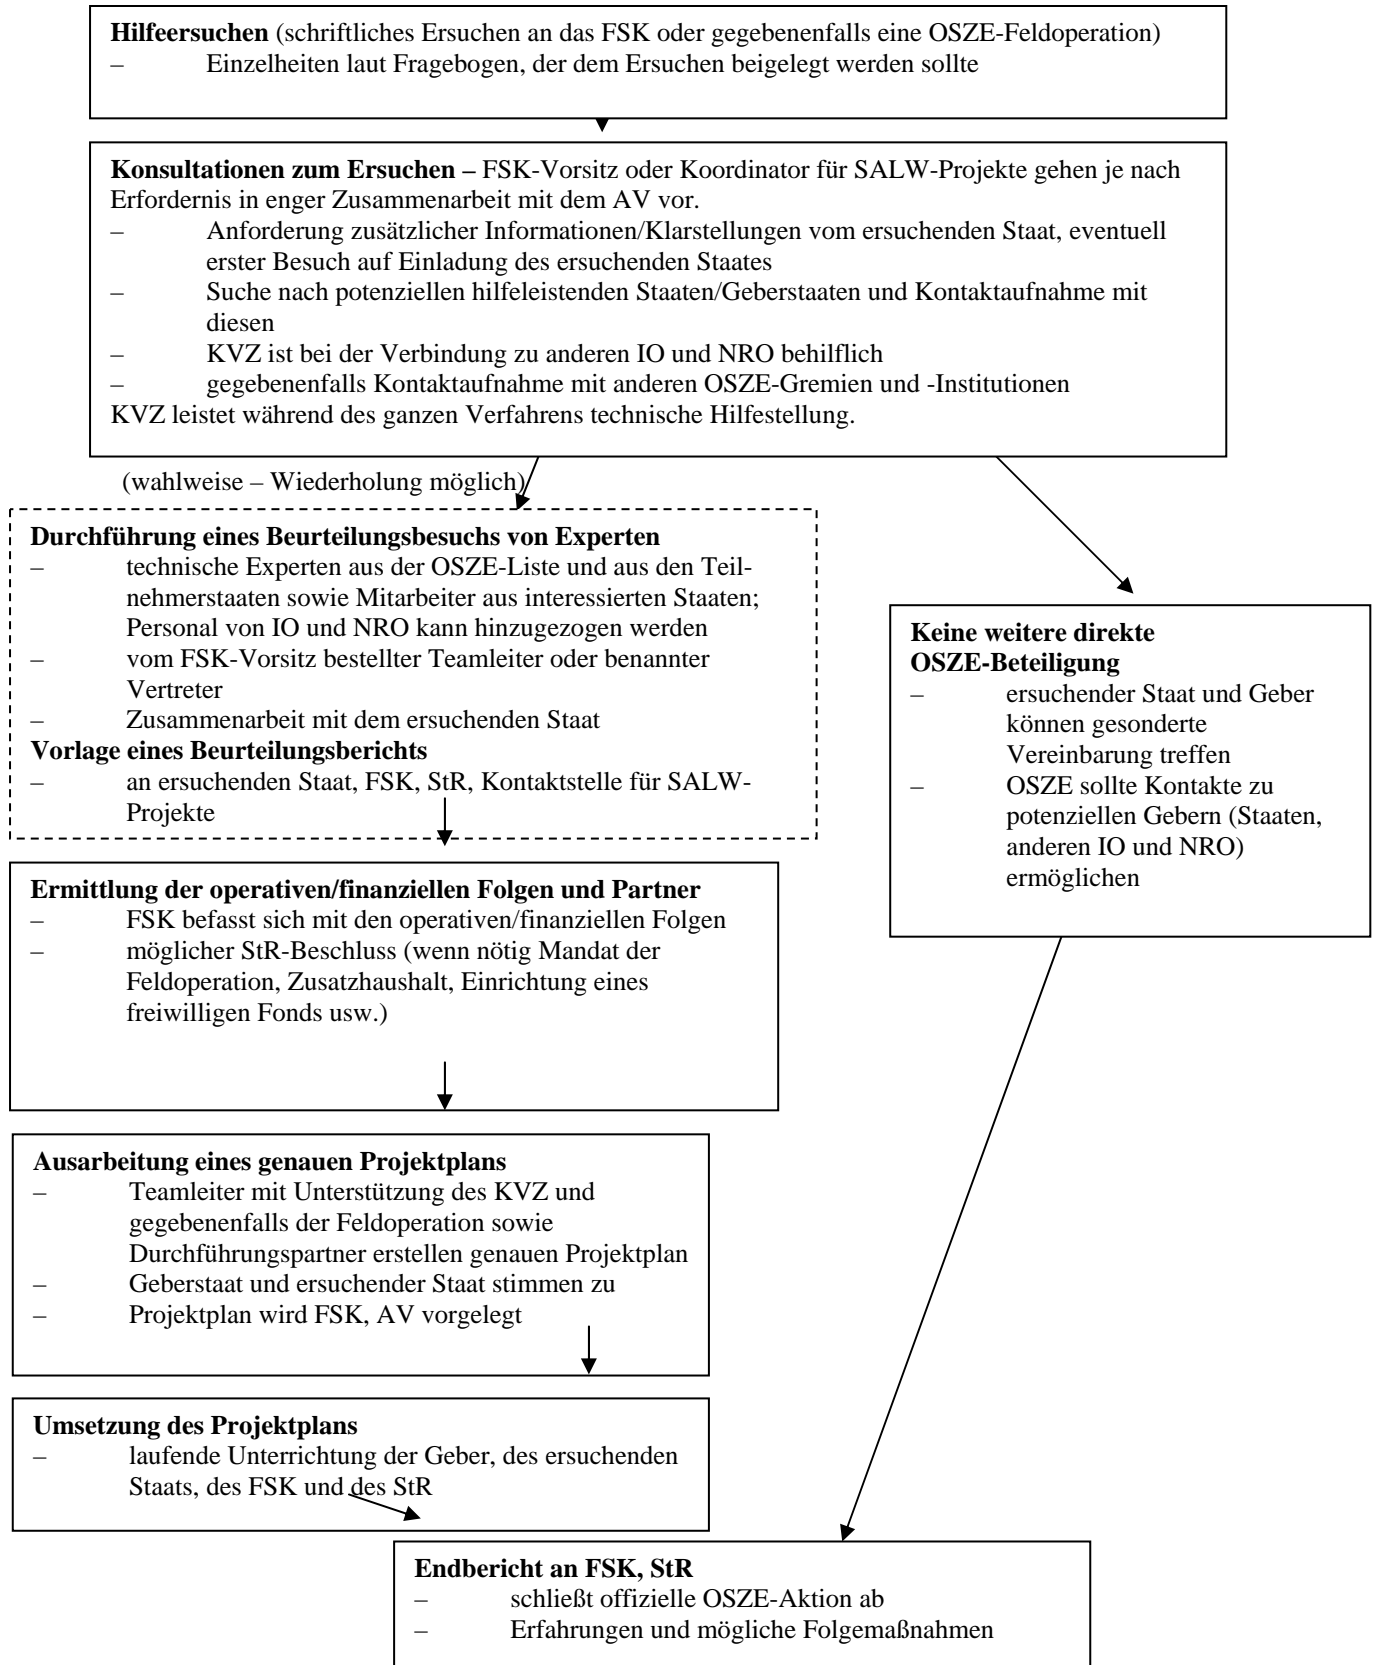 Hilfeersuchen (schriftliches Ersuchen an das FSK oder gegebenenfalls eine OSZE-Feldoperation)
– Einzelheiten laut Fragebogen, der dem Ersuchen beigelegt werden sollte
Konsultationen zum Ersuchen – FSK-Vorsitz oder Koordinator für SALW-Projekte gehen je nach
Erfordernis in enger Zusammenarbeit mit dem AV vor.
– Anforderung zusätzlicher Informationen/Klarstellungen vom ersuchenden Staat, eventuell
erster Besuch auf Einladung des ersuchenden Staates
– Suche nach potenziellen hilfeleistenden Staaten/Geberstaaten und Kontaktaufnahme mit
diesen
– KVZ ist bei der Verbindung zu anderen IO und NRO behilflich
– gegebenenfalls Kontaktaufnahme mit anderen OSZE-Gremien und -Institutionen
KVZ leistet während des ganzen Verfahrens technische Hilfestellung.
(wahlweise – Wiederholung möglich)
Durchführung eines Beurteilungsbesuchs von Experten
– technische Experten aus der OSZE-Liste und aus den Teil-
nehmerstaaten sowie Mitarbeiter aus interessierten Staaten;
Personal von IO und NRO kann hinzugezogen werden
– vom FSK-Vorsitz bestellter Teamleiter oder benannter
Vertreter
– Zusammenarbeit mit dem ersuchenden Staat
Vorlage eines Beurteilungsberichts
– an ersuchenden Staat, FSK, StR, Kontaktstelle für SALW-
Projekte
Keine weitere direkte
OSZE-Beteiligung
– ersuchender Staat und Geber
können gesonderte
Vereinbarung treffen
– OSZE sollte Kontakte zu
potenziellen Gebern (Staaten,
anderen IO und NRO)
ermöglichen
Ermittlung der operativen/finanziellen Folgen und Partner
– FSK befasst sich mit den operativen/finanziellen Folgen
– möglicher StR-Beschluss (wenn nötig Mandat der
Feldoperation, Zusatzhaushalt, Einrichtung eines
freiwilligen Fonds usw.)
Ausarbeitung eines genauen Projektplans
– Teamleiter mit Unterstützung des KVZ und
gegebenenfalls der Feldoperation sowie
Durchführungspartner erstellen genauen Projektplan
– Geberstaat und ersuchender Staat stimmen zu
– Projektplan wird FSK, AV vorgelegt
Umsetzung des Projektplans
– laufende Unterrichtung der Geber, des ersuchenden
Staats, des FSK und des StR
Endbericht an FSK, StR
– schließt offizielle OSZE-Aktion ab
– Erfahrungen und mögliche Folgemaßnahmen